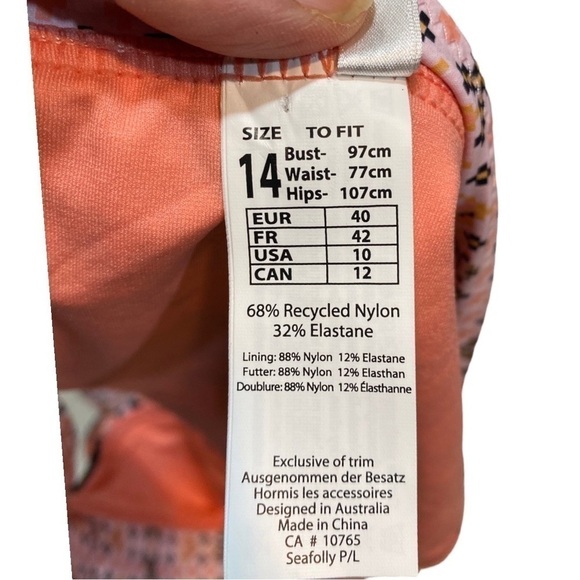 SIZE TO FIT
14 Bust- 97cm
Waist- 77cm
Hips- 107cm
EUR 40
FR 42
USA 10
CAN 12
68% Recycled Nylon
32% Elastane
Lining: 88% Nylon 12% Elastane
Futter: 88% Nylon 12% Elasthan
Doublure: 88% Nylon 12% Élasthanne
Exclusive of trim
Ausgenommen der Besatz
Hormis les accessoires
Designed in Australia
Made in China
CA # 10765
Seafolly P/L